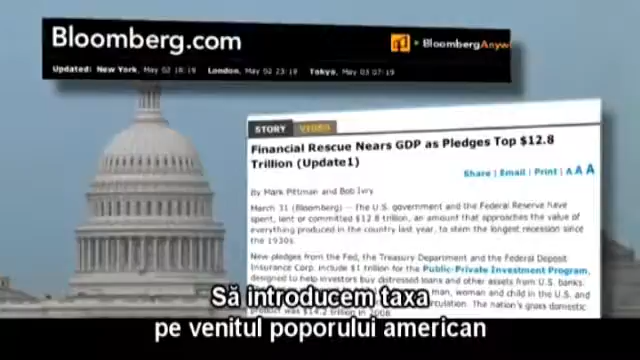 Bloomberg.com
BloombergAnyw
Updated: New York, May 02 18:19 London, May 02 23:19 Tokyo, May 03 07:19
STORY VIDEO
Financial Rescue Nears GDP as Pledges Top $12.8
Trillion (Update1)
Share | Email | Print | A A A
By Mark Pittman and Bob Ivry
March 31 (Bloomberg) -- The U.S. government and the Federal Reserve have
spent, lent or committed $12.8 trillion, an amount that approaches the value of
everything produced in the country last year, to stem the longest recession since
the 1930s.
New pledges from the Fed, the Treasury Department and the Federal Deposit
Insurance Corp. include $1 trillion for the Public-Private Investment Program,
designed to help investors buy distressed loans and other assets from U.S. banks.
man, woman and child in the U.S. and
culation. The nation's gross domestic
product was $14.2 trillion in 2008
Să introducem taxa
pe venitul poporului american